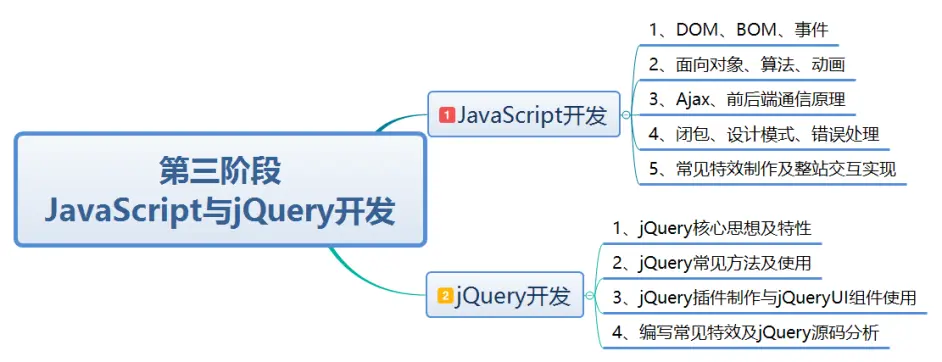 第三阶段
JavaScript与jQuery开发
1 JavaScript开发
1、DOM、BOM、事件
2、面向对象、算法、动画
3、Ajax、前后端通信原理
4、闭包、设计模式、错误处理
5、常见特效制作及整站交互实现
2 jQuery开发
1、jQuery核心思想及特性
2、jQuery常见方法及使用
3、jQuery插件制作与jQueryUI组件使用
4、编写常见特效及jQuery源码分析